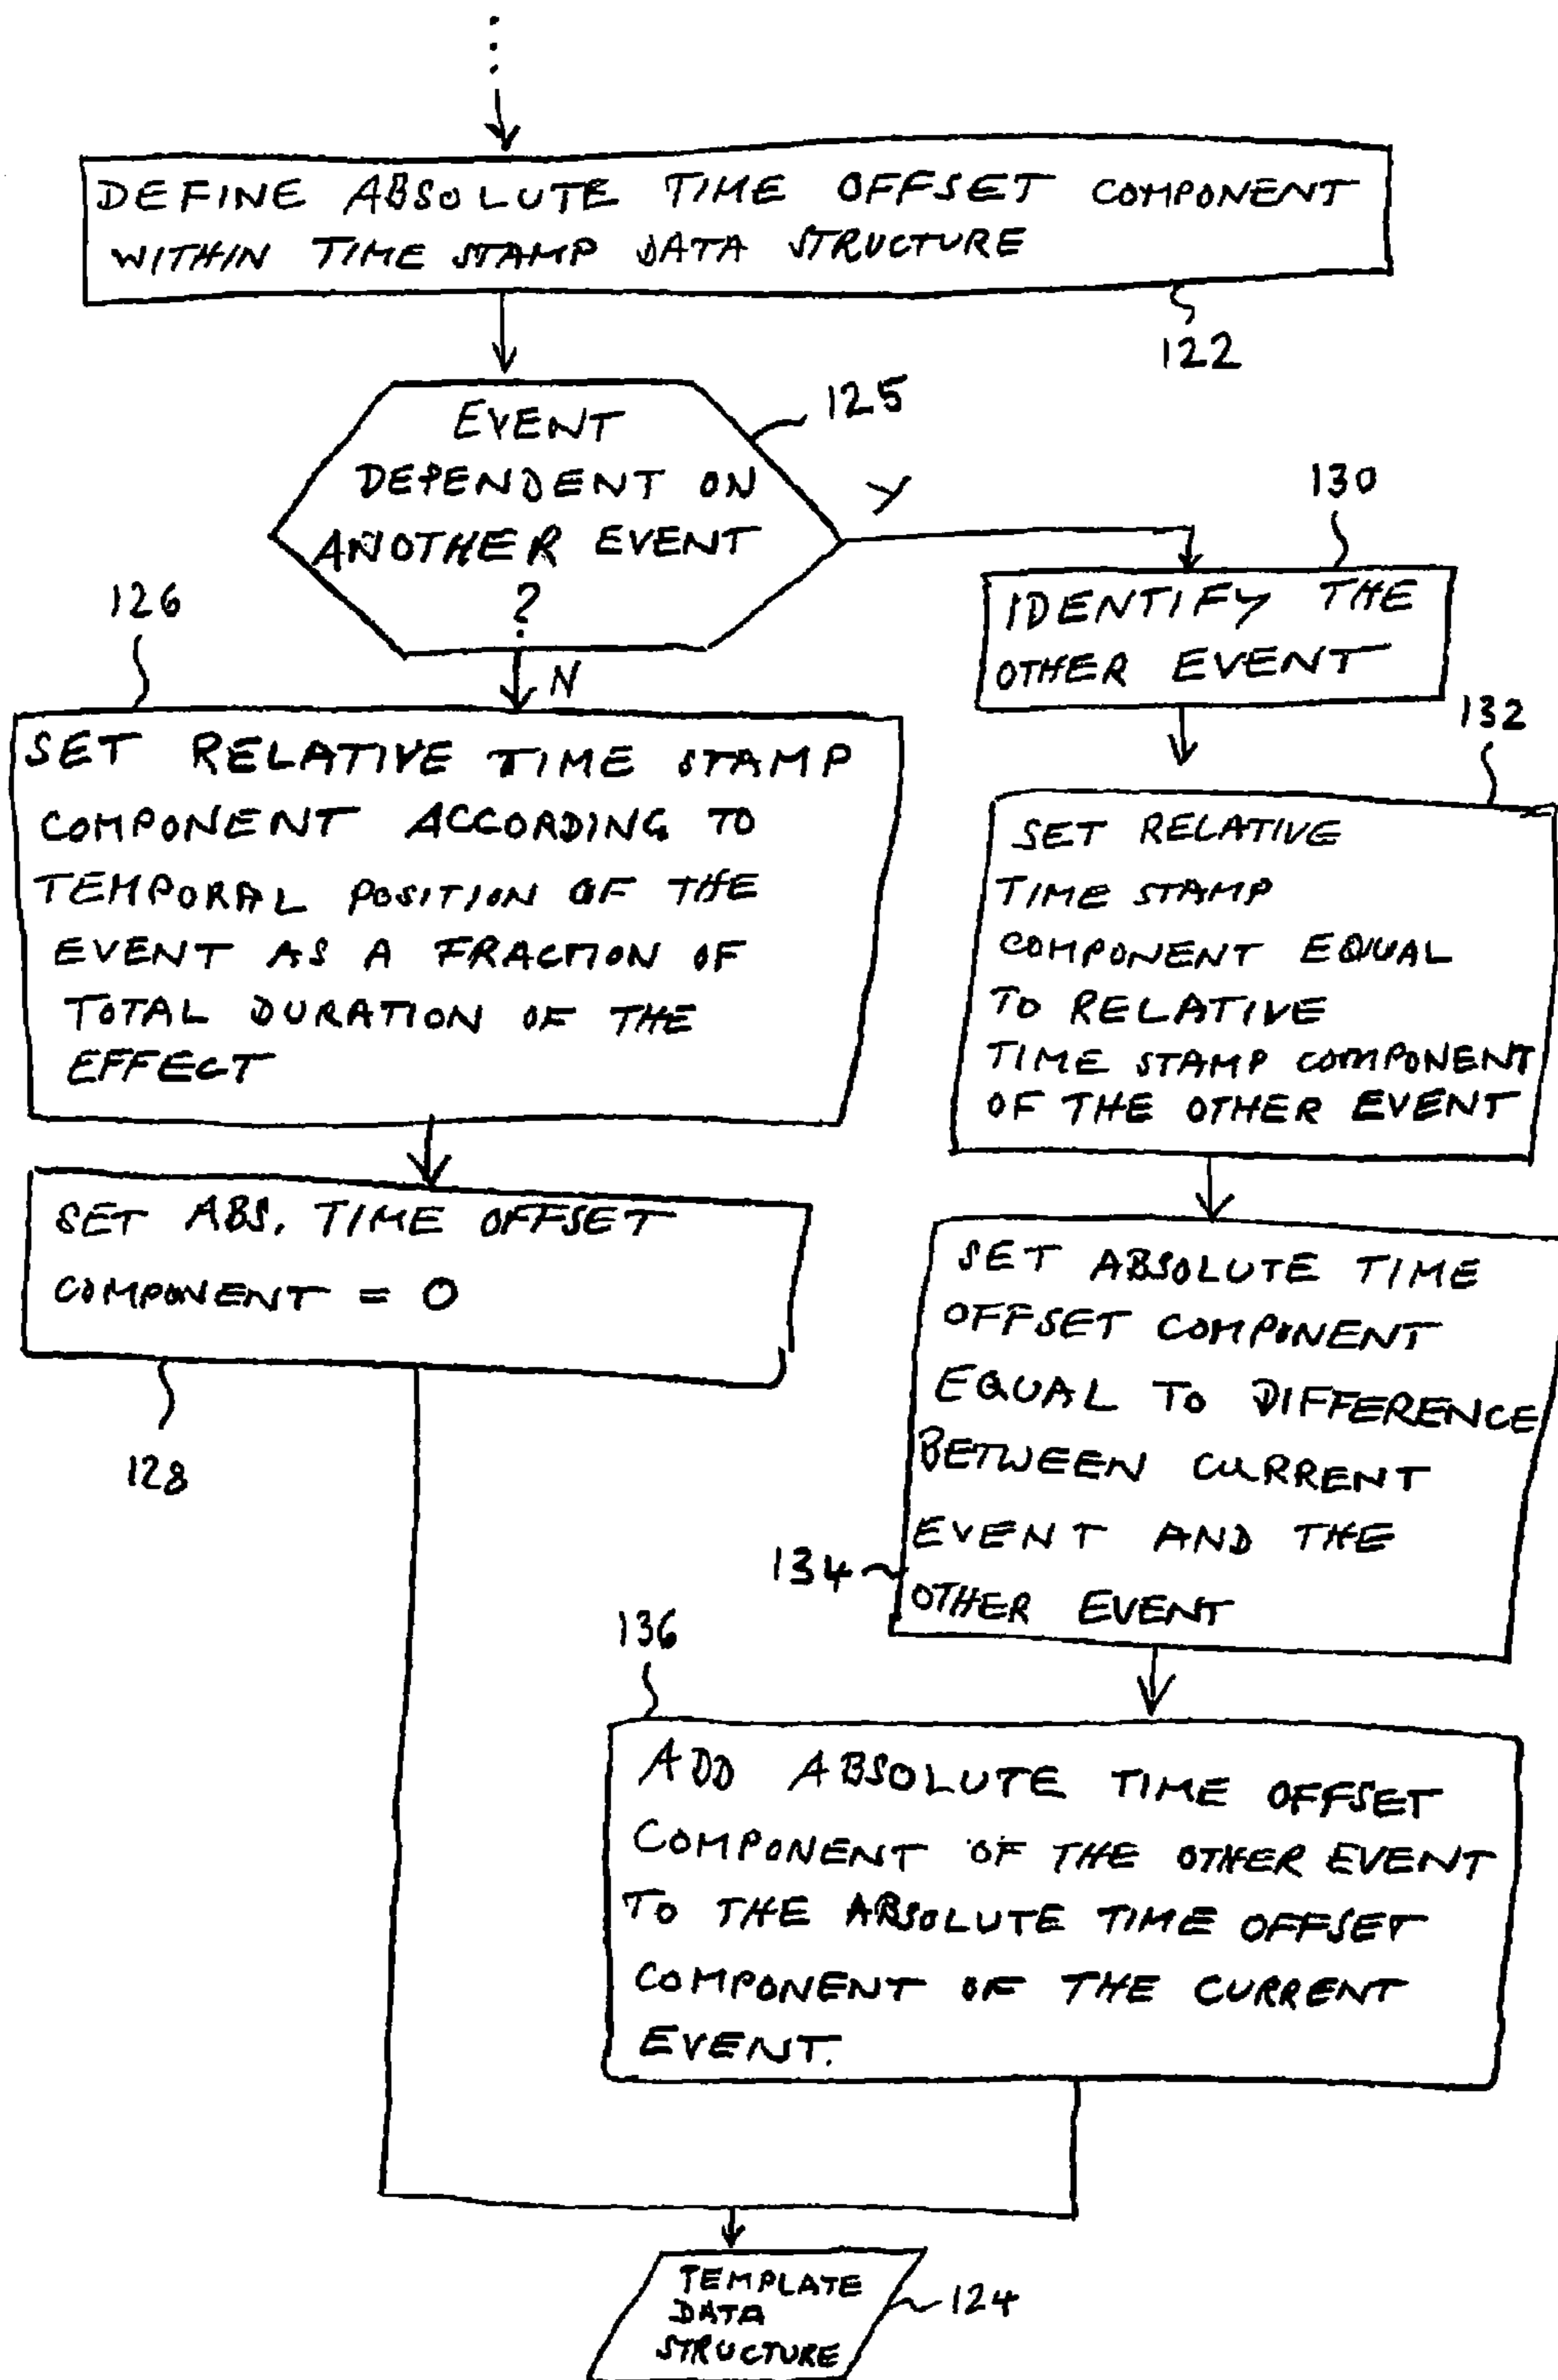 DEFINE ABSOLUTE TIME OFFSET COMPONENT
WITHIN TIME STAMP DATA STRUCTURE
122
EVENT
DEPENDENT ON
ANOTHER EVENT
?
125
Y
N
130
IDENTIFY THE
OTHER EVENT
126
SET RELATIVE TIME STAMP
COMPONENT ACCORDING TO
TEMPORAL POSITION OF THE
EVENT AS A FRACTION OF
TOTAL DURATION OF THE
EFFECT
132
SET RELATIVE
TIME STAMP
COMPONENT EQUAL
TO RELATIVE
TIME STAMP COMPONENT
OF THE OTHER EVENT
SET ABS. TIME OFFSET
COMPONENT = 0
128
SET ABSOLUTE TIME
OFFSET COMPONENT
EQUAL TO DIFFERENCE
BETWEEN CURRENT
EVENT AND THE
OTHER EVENT
134
136
ADD ABSOLUTE TIME OFFSET
COMPONENT OF THE OTHER EVENT
TO THE ABSOLUTE TIME OFFSET
COMPONENT OF THE CURRENT
EVENT.
TEMPLATE
DATA
STRUCTURE
124